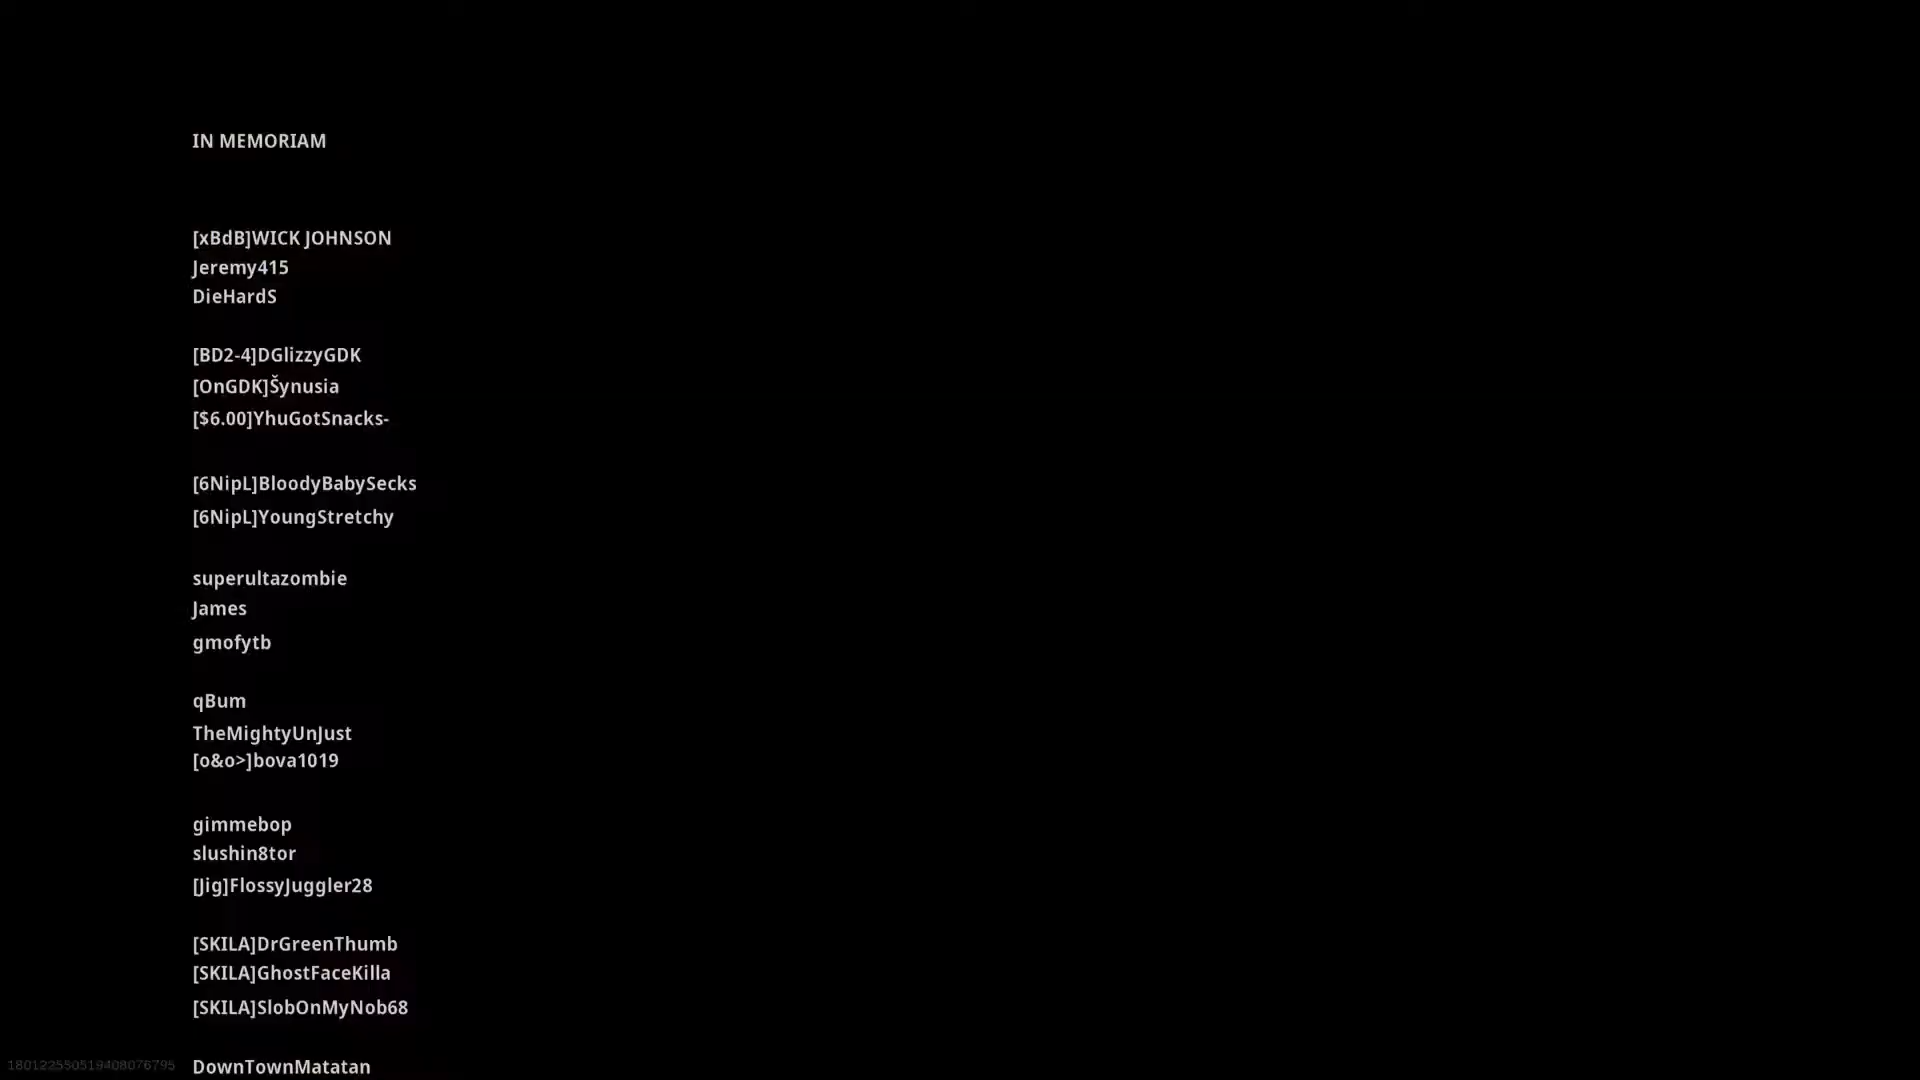 IN MEMORIAM
[xBdB]WICK JOHNSON
Jeremy415
DieHardS
[BD2-4]DGlizzyGDK
[OnGDK]Šynusia
[$6.00]YhuGotSnacks-
[6NipL]BloodyBabySecks
[6NipL]YoungStretchy
superultazombie
James
gmofytb
qBum
TheMightyUnJust
[o&o>]bova1019
gimmebop
slushin8tor
[Jig]FlossyJuggler28
[SKILA]DrGreenThumb
[SKILA]GhostFaceKilla
[SKILA]SlobOnMyNob68
DownTownMatatan